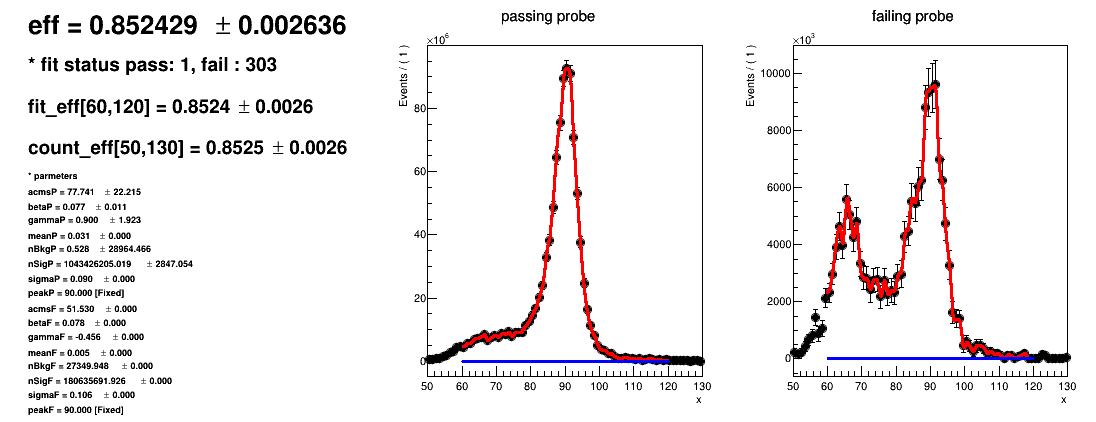 eff = 0.852429 ± 0.002636
* fit status pass: 1, fail : 303
fit_eff[60,120] = 0.8524 ± 0.0026
count_eff[50,130] = 0.8525 ± 0.0026
* parmeters
acmsP = 77.741 ± 22.215
betaP = 0.077 ± 0.011
gammaP = 0.900 ± 1.923
meanP = 0.031 ± 0.000
nBkgP = 0.528 ± 28964.466
nSigP = 1043426205.019 ± 2847.054
sigmaP = 0.090 ± 0.000
peakP = 90.000 [Fixed]
acmsF = 51.530 ± 0.000
betaF = 0.078 ± 0.000
gammaF = -0.456 ± 0.000
meanF = 0.005 ± 0.000
nBkgF = 27349.948 ± 0.000
nSigF = 180635691.926 ± 0.000
sigmaF = 0.106 ± 0.000
peakF = 90.000 [Fixed]
passing probe
×10⁶
Events / ( 1 )
80
60
40
20
0
50 60 70 80 90 100 110 120 130
x
failing probe
×10³
Events / ( 1 )
10000
8000
6000
4000
2000
0
50 60 70 80 90 100 110 120 130
x